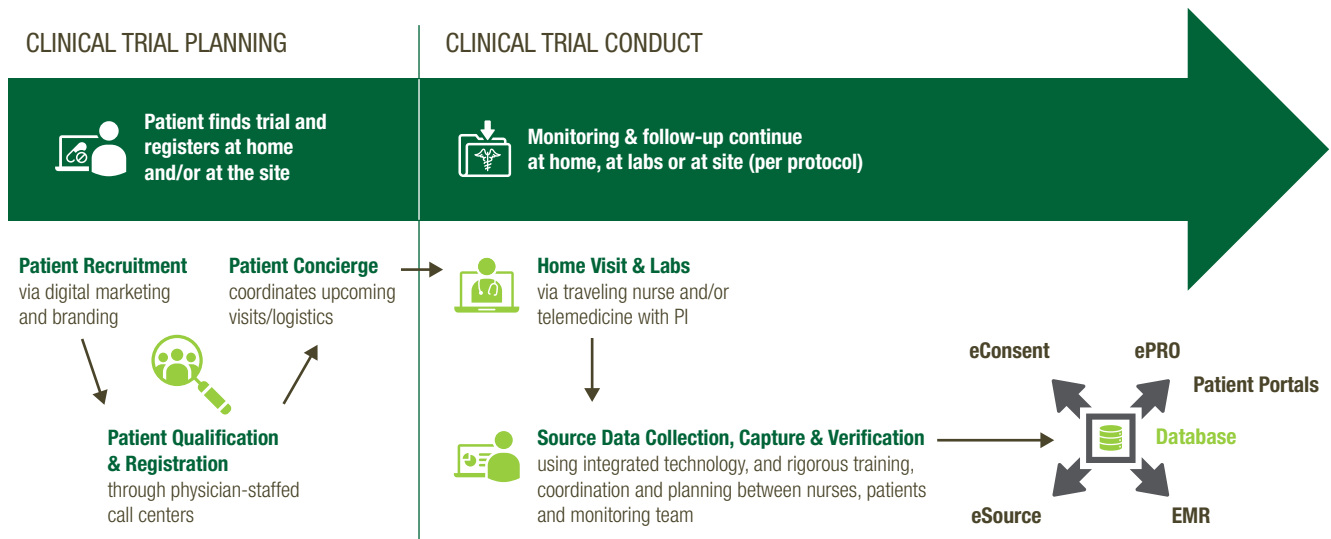 CLINICAL TRIAL PLANNING
CLINICAL TRIAL CONDUCT
Patient finds trial and
registers at home
and/or at the site
Monitoring & follow-up continue
at home, at labs or at site (per protocol)
Patient Recruitment
via digital marketing
and branding
Patient Concierge
coordinates upcoming
visits/logistics
Patient Qualification
& Registration
through physician-staffed
call centers
Home Visit & Labs
via traveling nurse and/or
telemedicine with PI
Source Data Collection, Capture & Verification
using integrated technology, and rigorous training,
coordination and planning between nurses, patients
and monitoring team
eConsent
ePRO
Patient Portals
Database
eSource
EMR